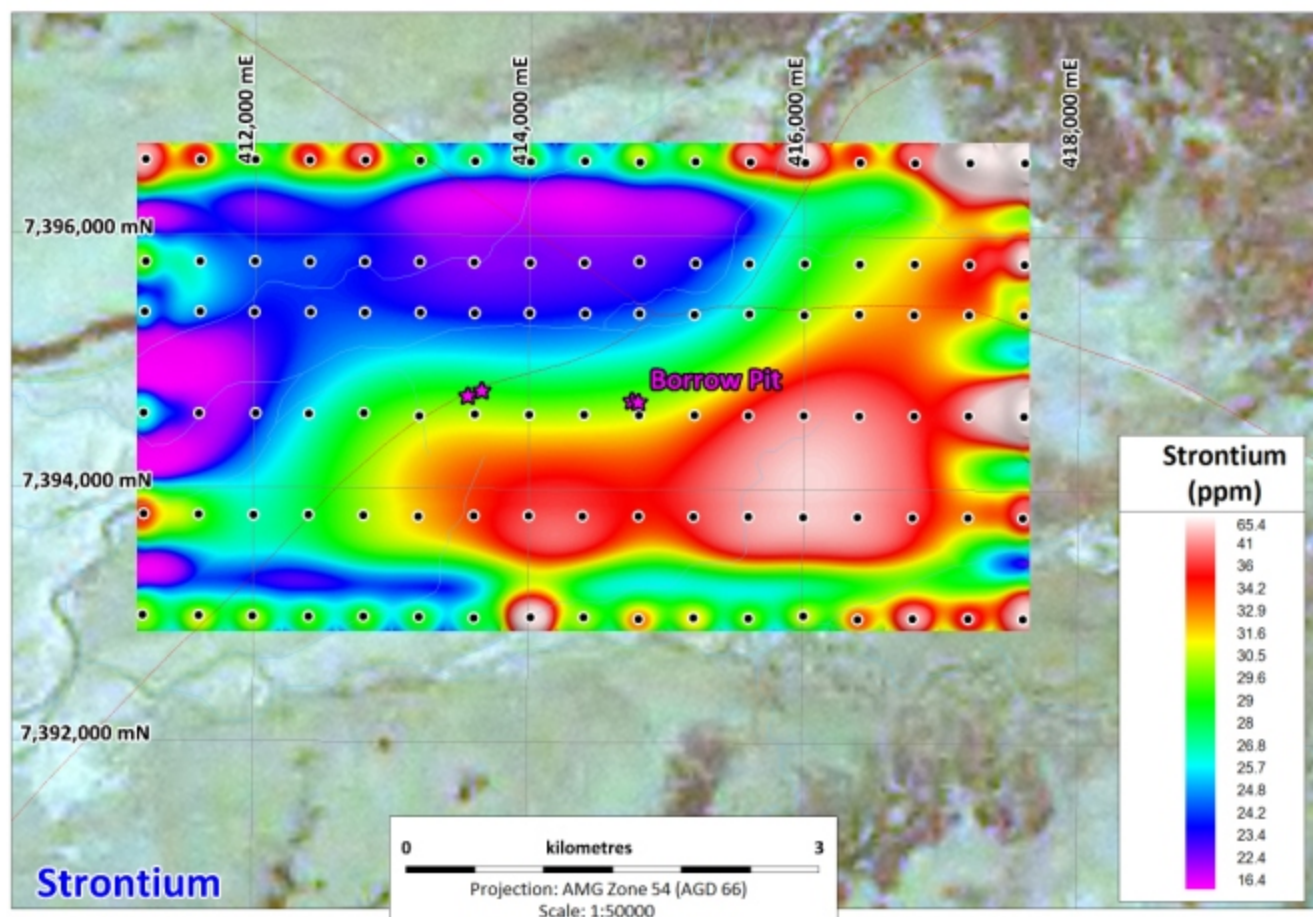 412,000 mE
414,000 mE
416,000 mE
418,000 mE
7,396,000 mN
Borrow Pit
7,394,000 mN
7,392,000 mN
Strontium
(ppm)
65.4
41
36
34.2
32.9
31.6
30.5
29.6
29
28
26.8
25.7
24.8
24.2
23.4
22.4
16.4
0 kilometres 3
Projection: AMG Zone 54 (AGD 66)
Scale: 1:50000
Strontium